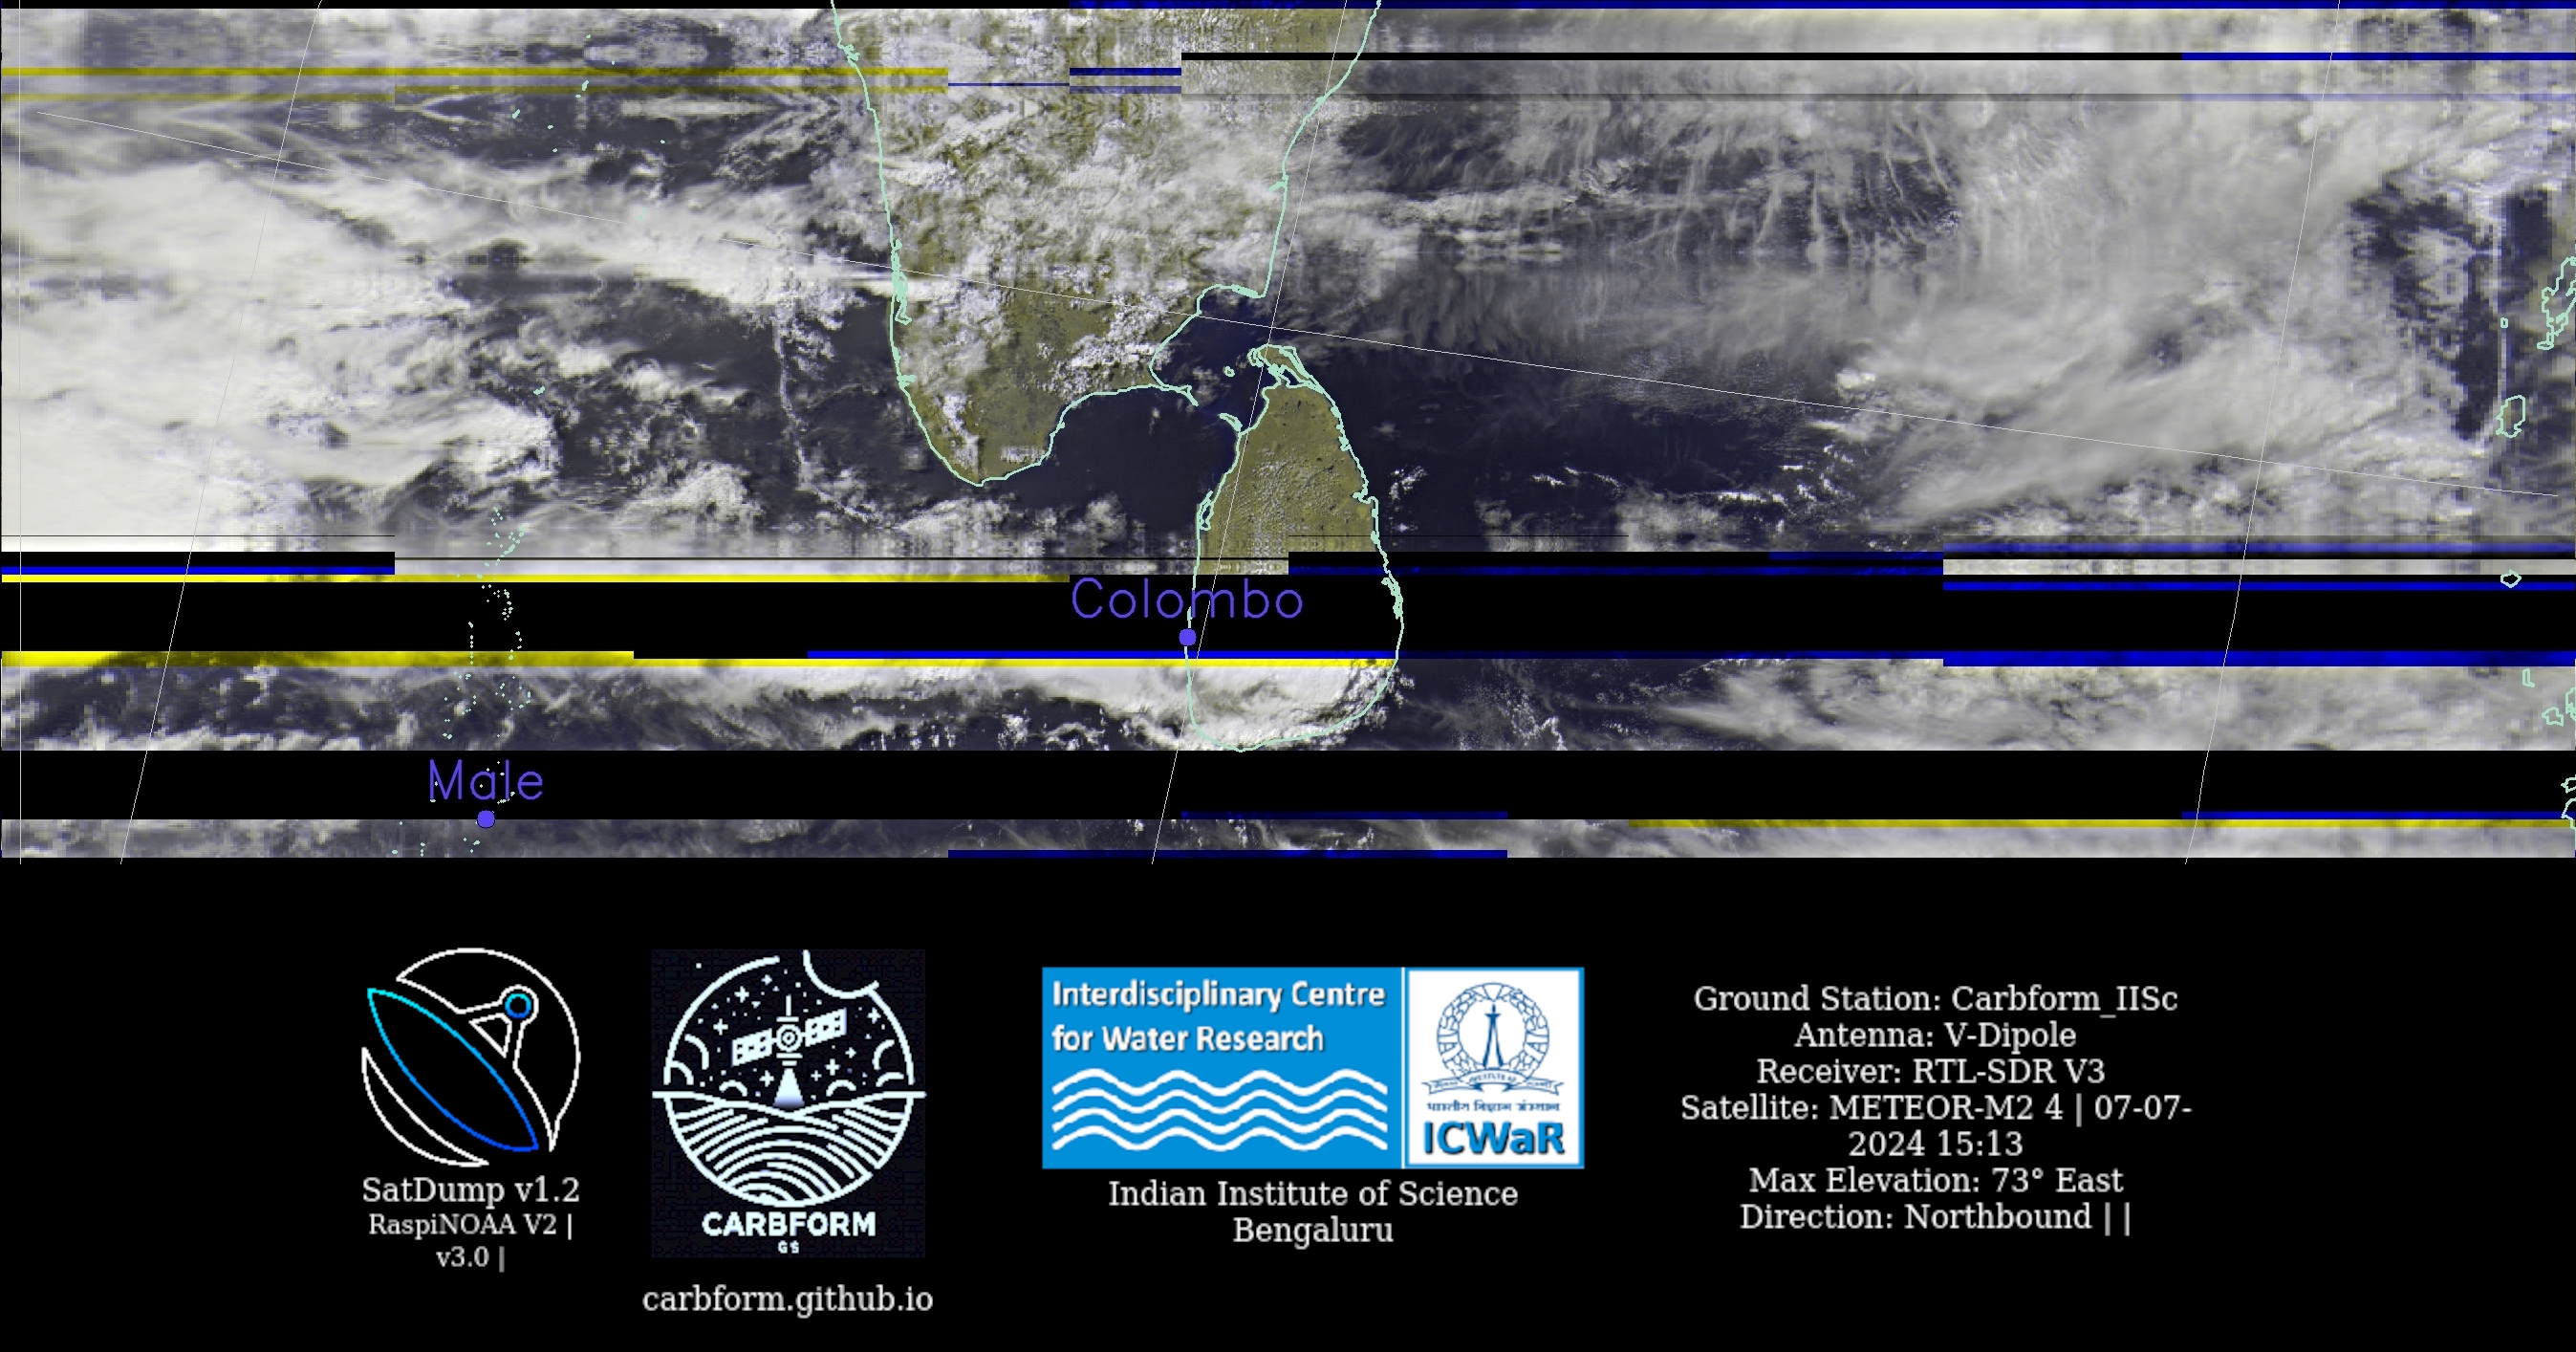 Colombo
Male
Interdisciplinary Centre
for Water Research
ICWaR
SatDump v1.2
RaspiNOAA V2 |
v3.0 |
CARBFORM
GS
carbform.github.io
Indian Institute of Science
Bengaluru
Ground Station: Carbform_IISc
Antenna: V-Dipole
Receiver: RTL-SDR V3
Satellite: METEOR-M2 4 | 07-07-
2024 15:13
Max Elevation: 73° East
Direction: Northbound | |